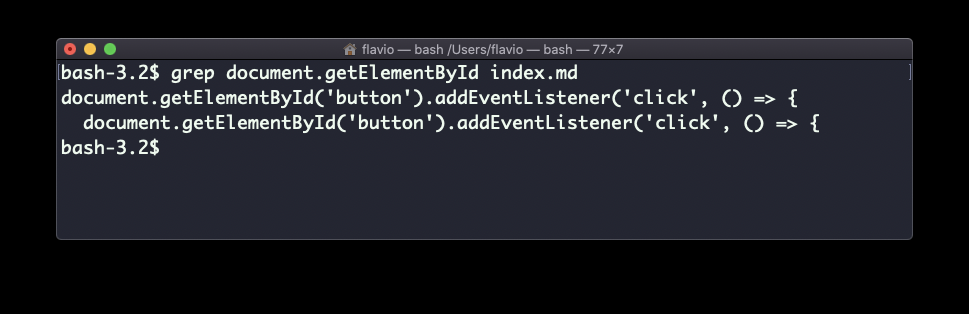 flavio — bash /Users/flavio — bash — 77×7
bash-3.2$ grep document.getElementById index.md
document.getElementById('button').addEventListener('click', () => {
  document.getElementById('button').addEventListener('click', () => {
bash-3.2$